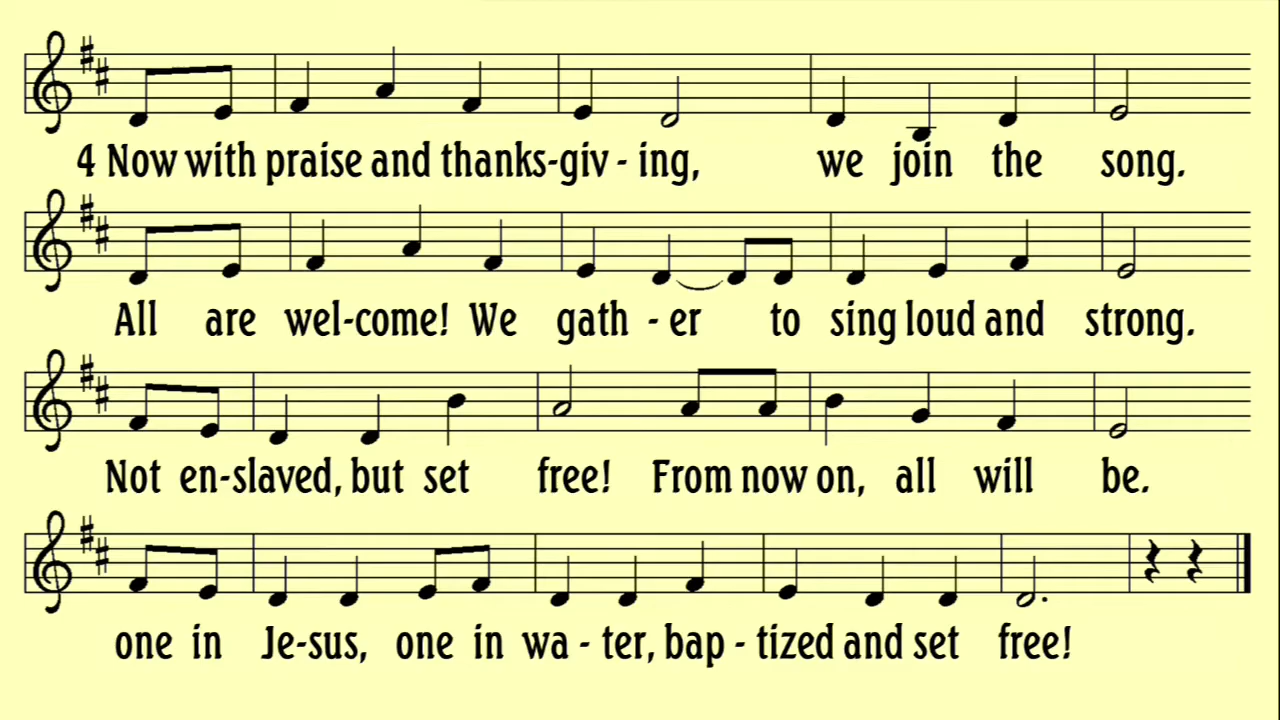 4 Now with praise and thanks-giv - ing, we join the song.
All are wel-come! We gath - er to sing loud and strong.
Not en-slaved, but set free! From now on, all will be.
one in Je-sus, one in wa - ter, bap - tized and set free!